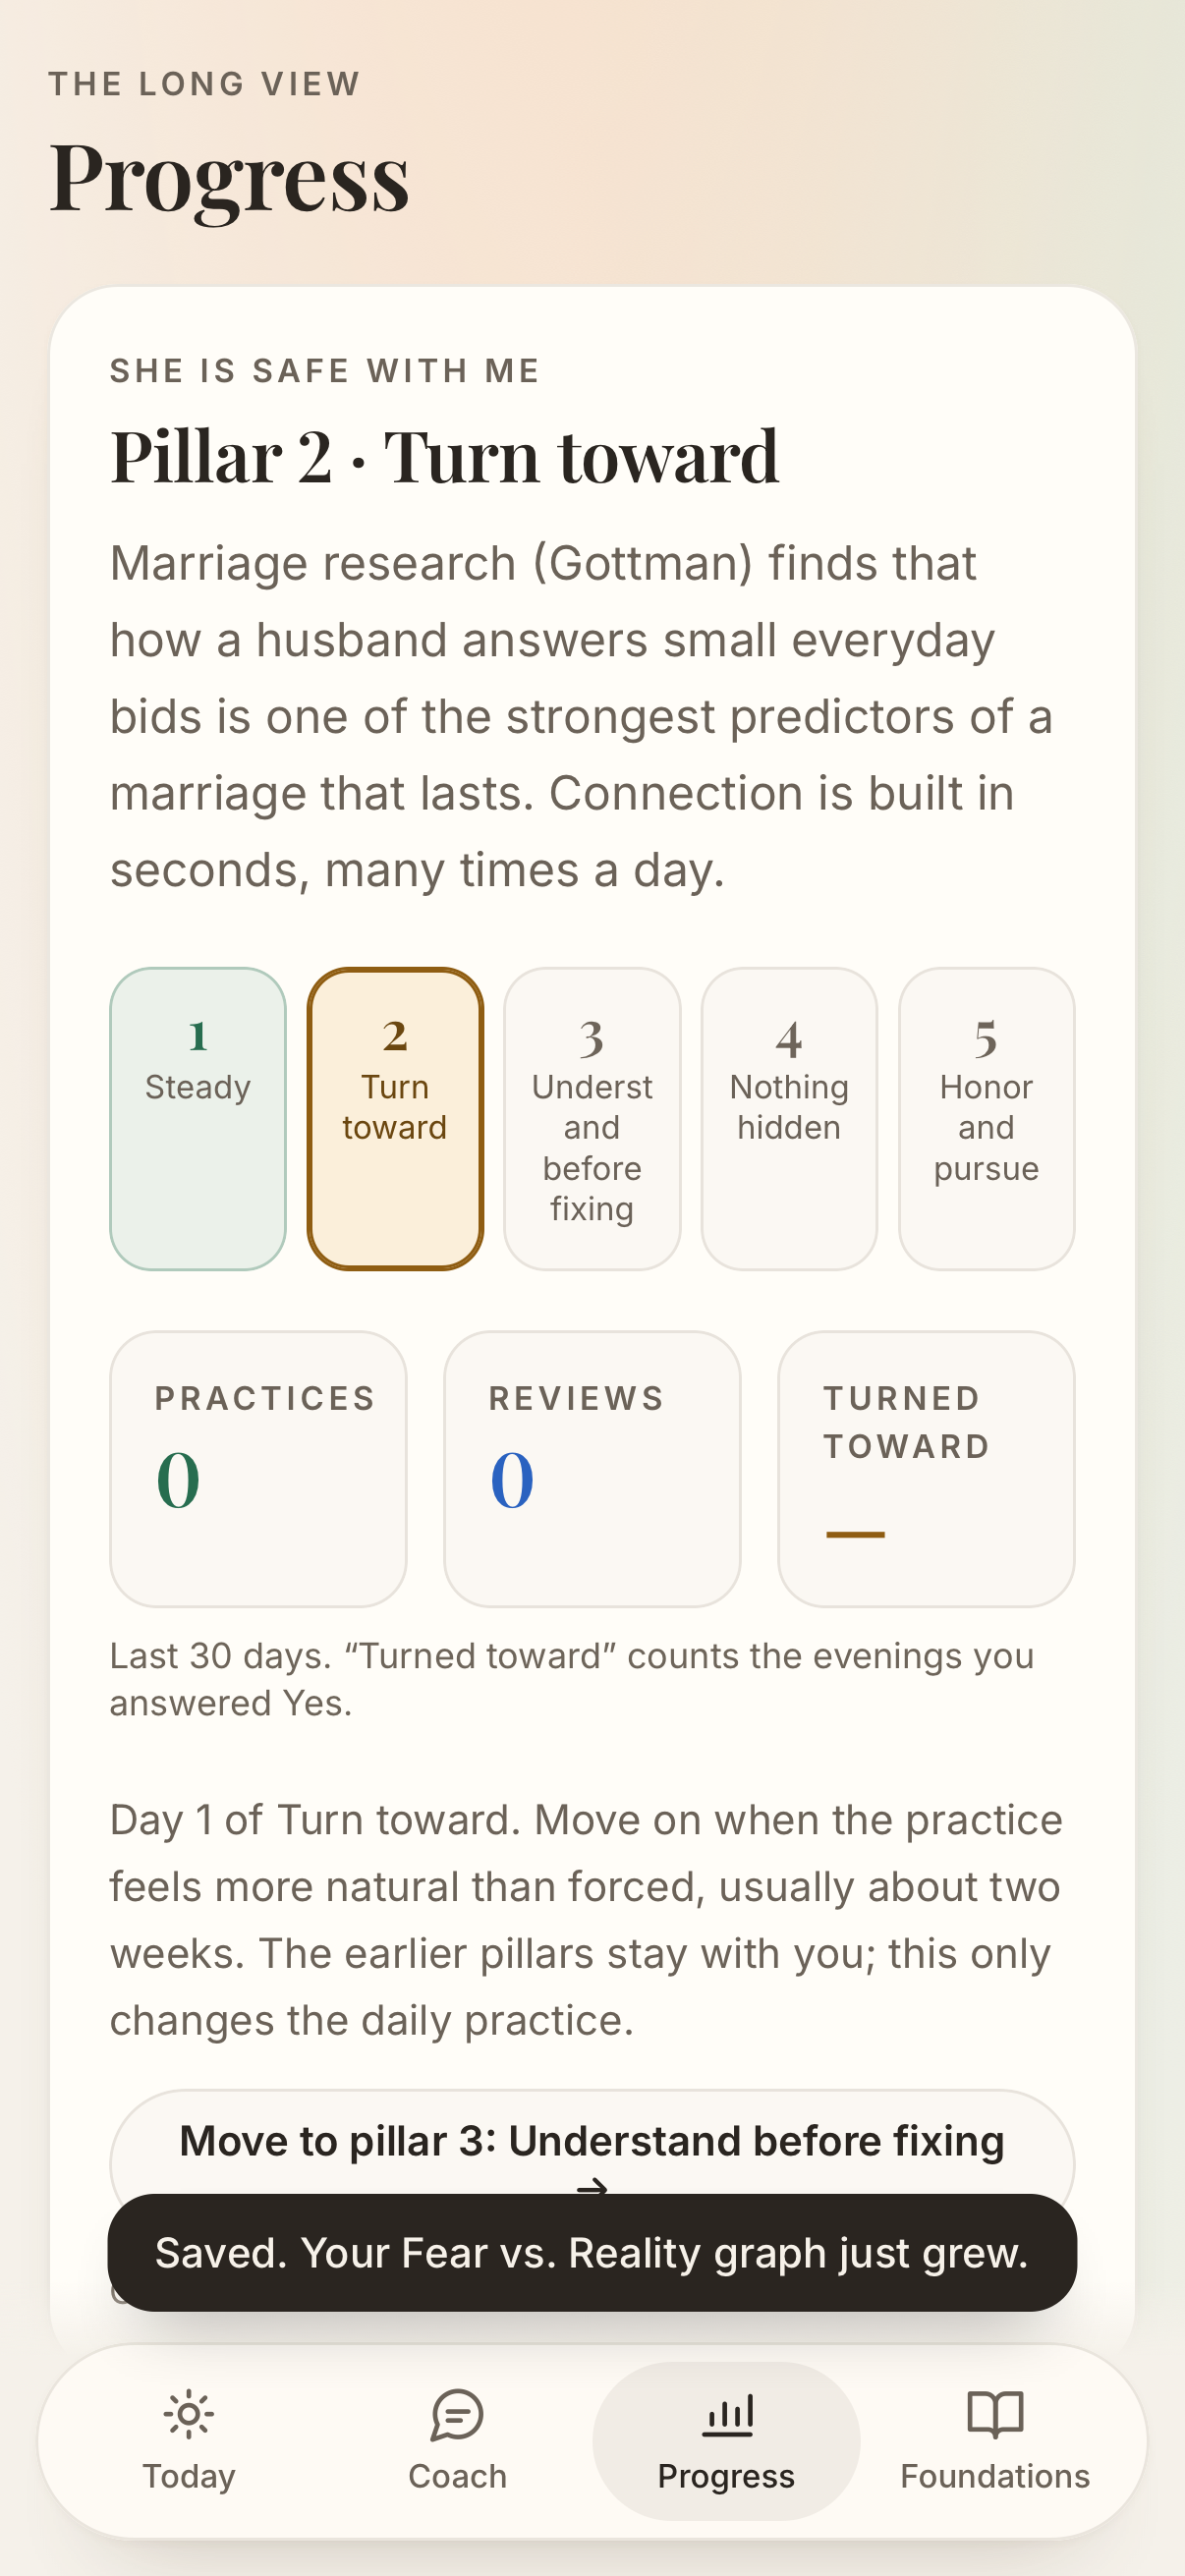 THE LONG VIEW
Progress
SHE IS SAFE WITH ME
Pillar 2 · Turn toward
Marriage research (Gottman) finds that
how a husband answers small everyday
bids is one of the strongest predictors of a
marriage that lasts. Connection is built in
seconds, many times a day.
1
Steady
2
Turn
toward
3
Underst
and
before
fixing
4
Nothing
hidden
5
Honor
and
pursue
PRACTICES
0
REVIEWS
0
TURNED
TOWARD
—
Last 30 days. “Turned toward” counts the evenings you
answered Yes.
Day 1 of Turn toward. Move on when the practice
feels more natural than forced, usually about two
weeks. The earlier pillars stay with you; this only
changes the daily practice.
Move to pillar 3: Understand before fixing
→
Saved. Your Fear vs. Reality graph just grew.
Today
Coach
Progress
Foundations